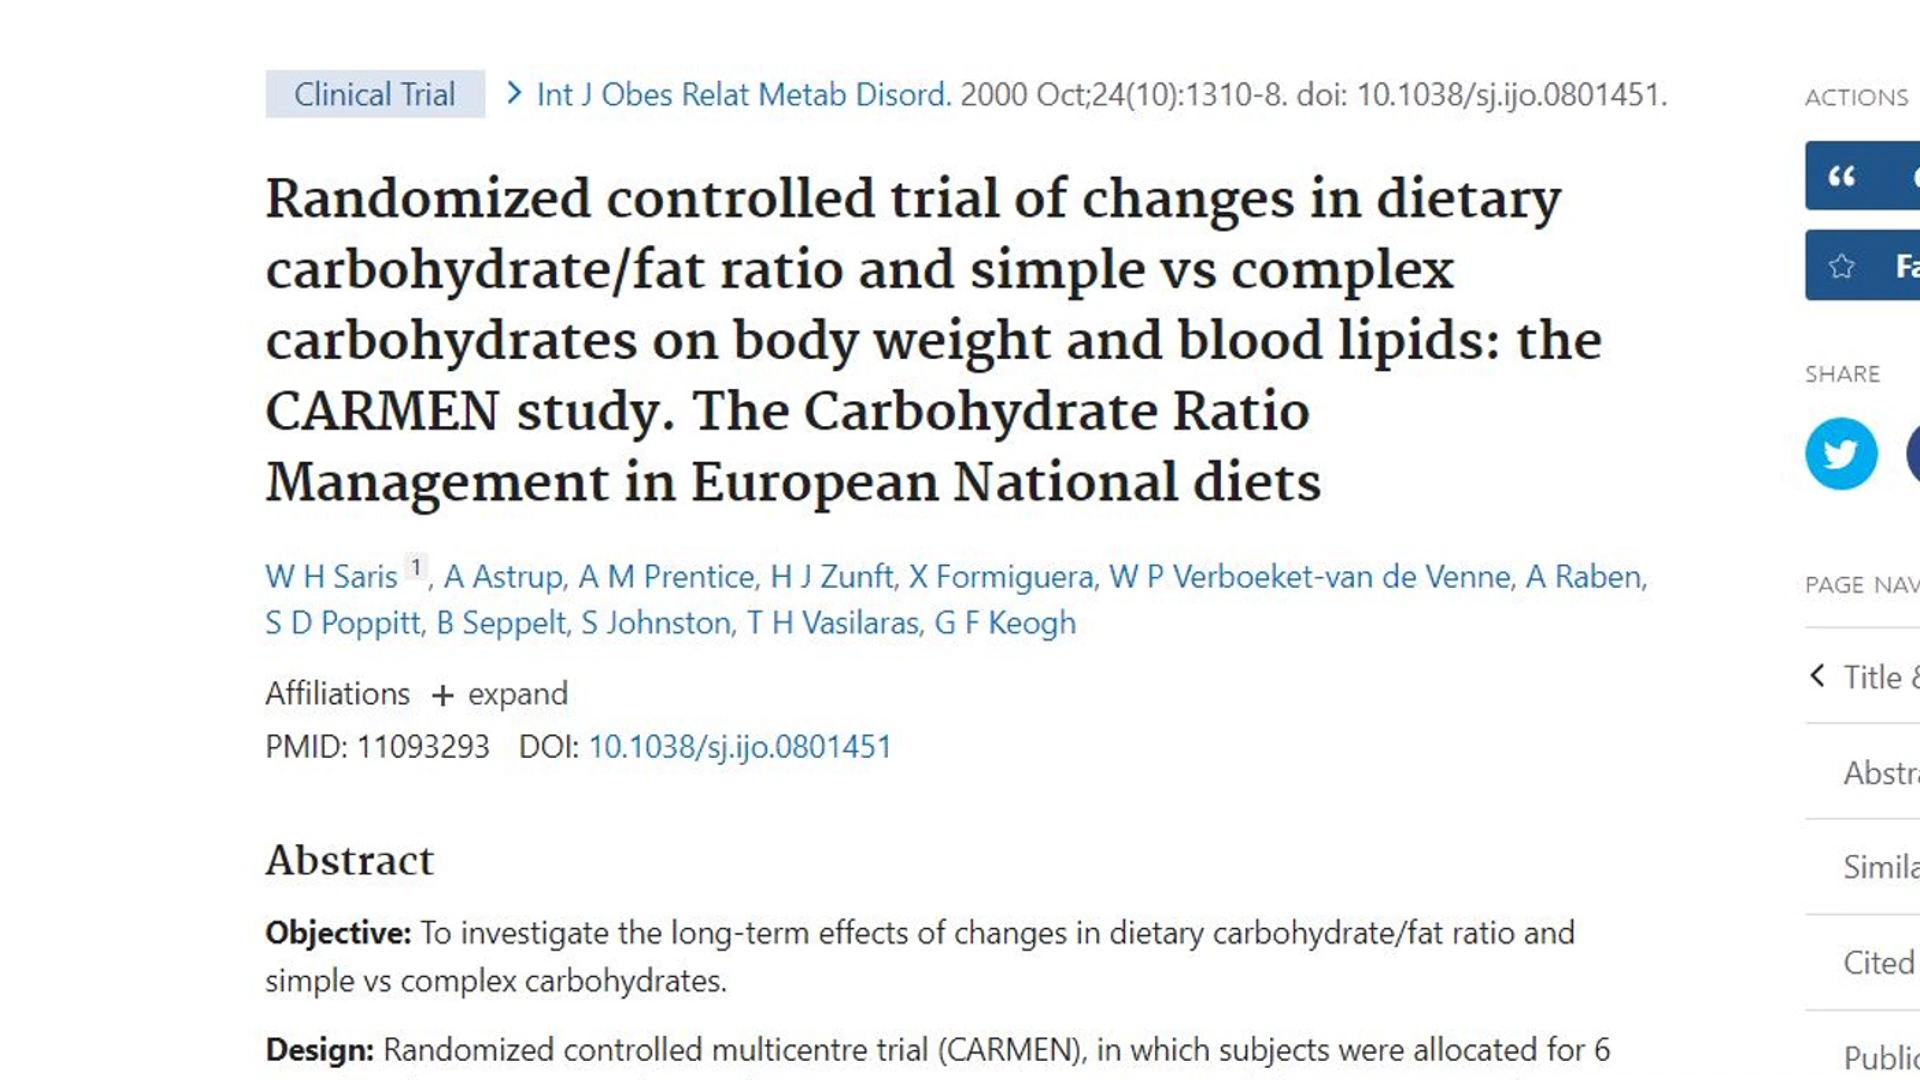 Clinical Trial > Int J Obes Relat Metab Disord. 2000 Oct;24(10):1310-8. doi: 10.1038/sj.ijo.0801451.
Randomized controlled trial of changes in dietary
carbohydrate/fat ratio and simple vs complex
carbohydrates on body weight and blood lipids: the
CARMEN study. The Carbohydrate Ratio
Management in European National diets
W H Saris 1, A Astrup, A M Prentice, H J Zunft, X Formiguera, W P Verboeket-van de Venne, A Raben,
S D Poppitt, B Seppelt, S Johnston, T H Vasilaras, G F Keogh
Affiliations + expand
PMID: 11093293 DOI: 10.1038/sj.ijo.0801451
Abstract
Objective: To investigate the long-term effects of changes in dietary carbohydrate/fat ratio and
simple vs complex carbohydrates.
Design: Randomized controlled multicentre trial (CARMEN), in which subjects were allocated for 6
ACTIONS
SHARE
PAGE NAV
Title &
Abstra
Simila
Cited
Public